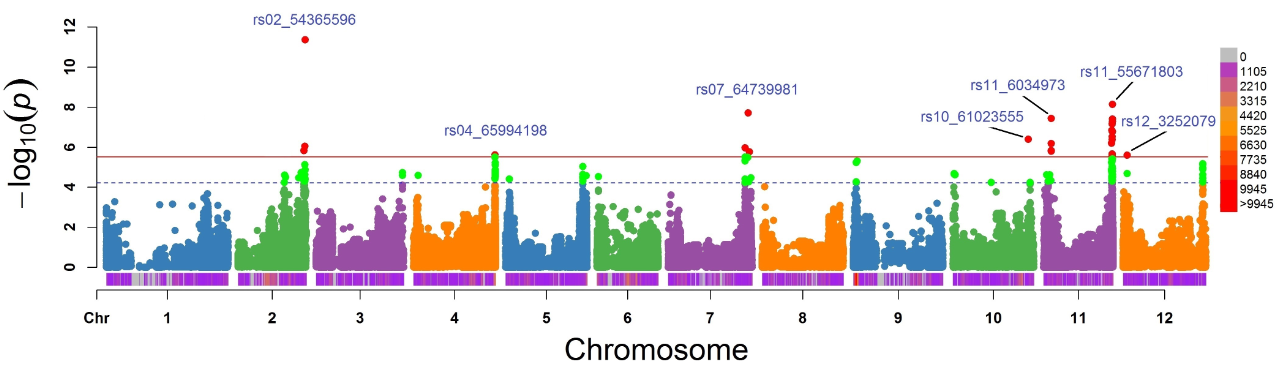 rs02_54365596
rs04_65994198
rs07_64739981
rs10_61023555
rs11_6034973
rs11_55671803
rs12_3252079
−log10(p)
12
10
8
6
4
2
0
Chr 1 2 3 4 5 6 7 8 9 10 11 12
Chromosome
0
1105
2210
3315
4420
5525
6630
7735
8840
9945
>9945